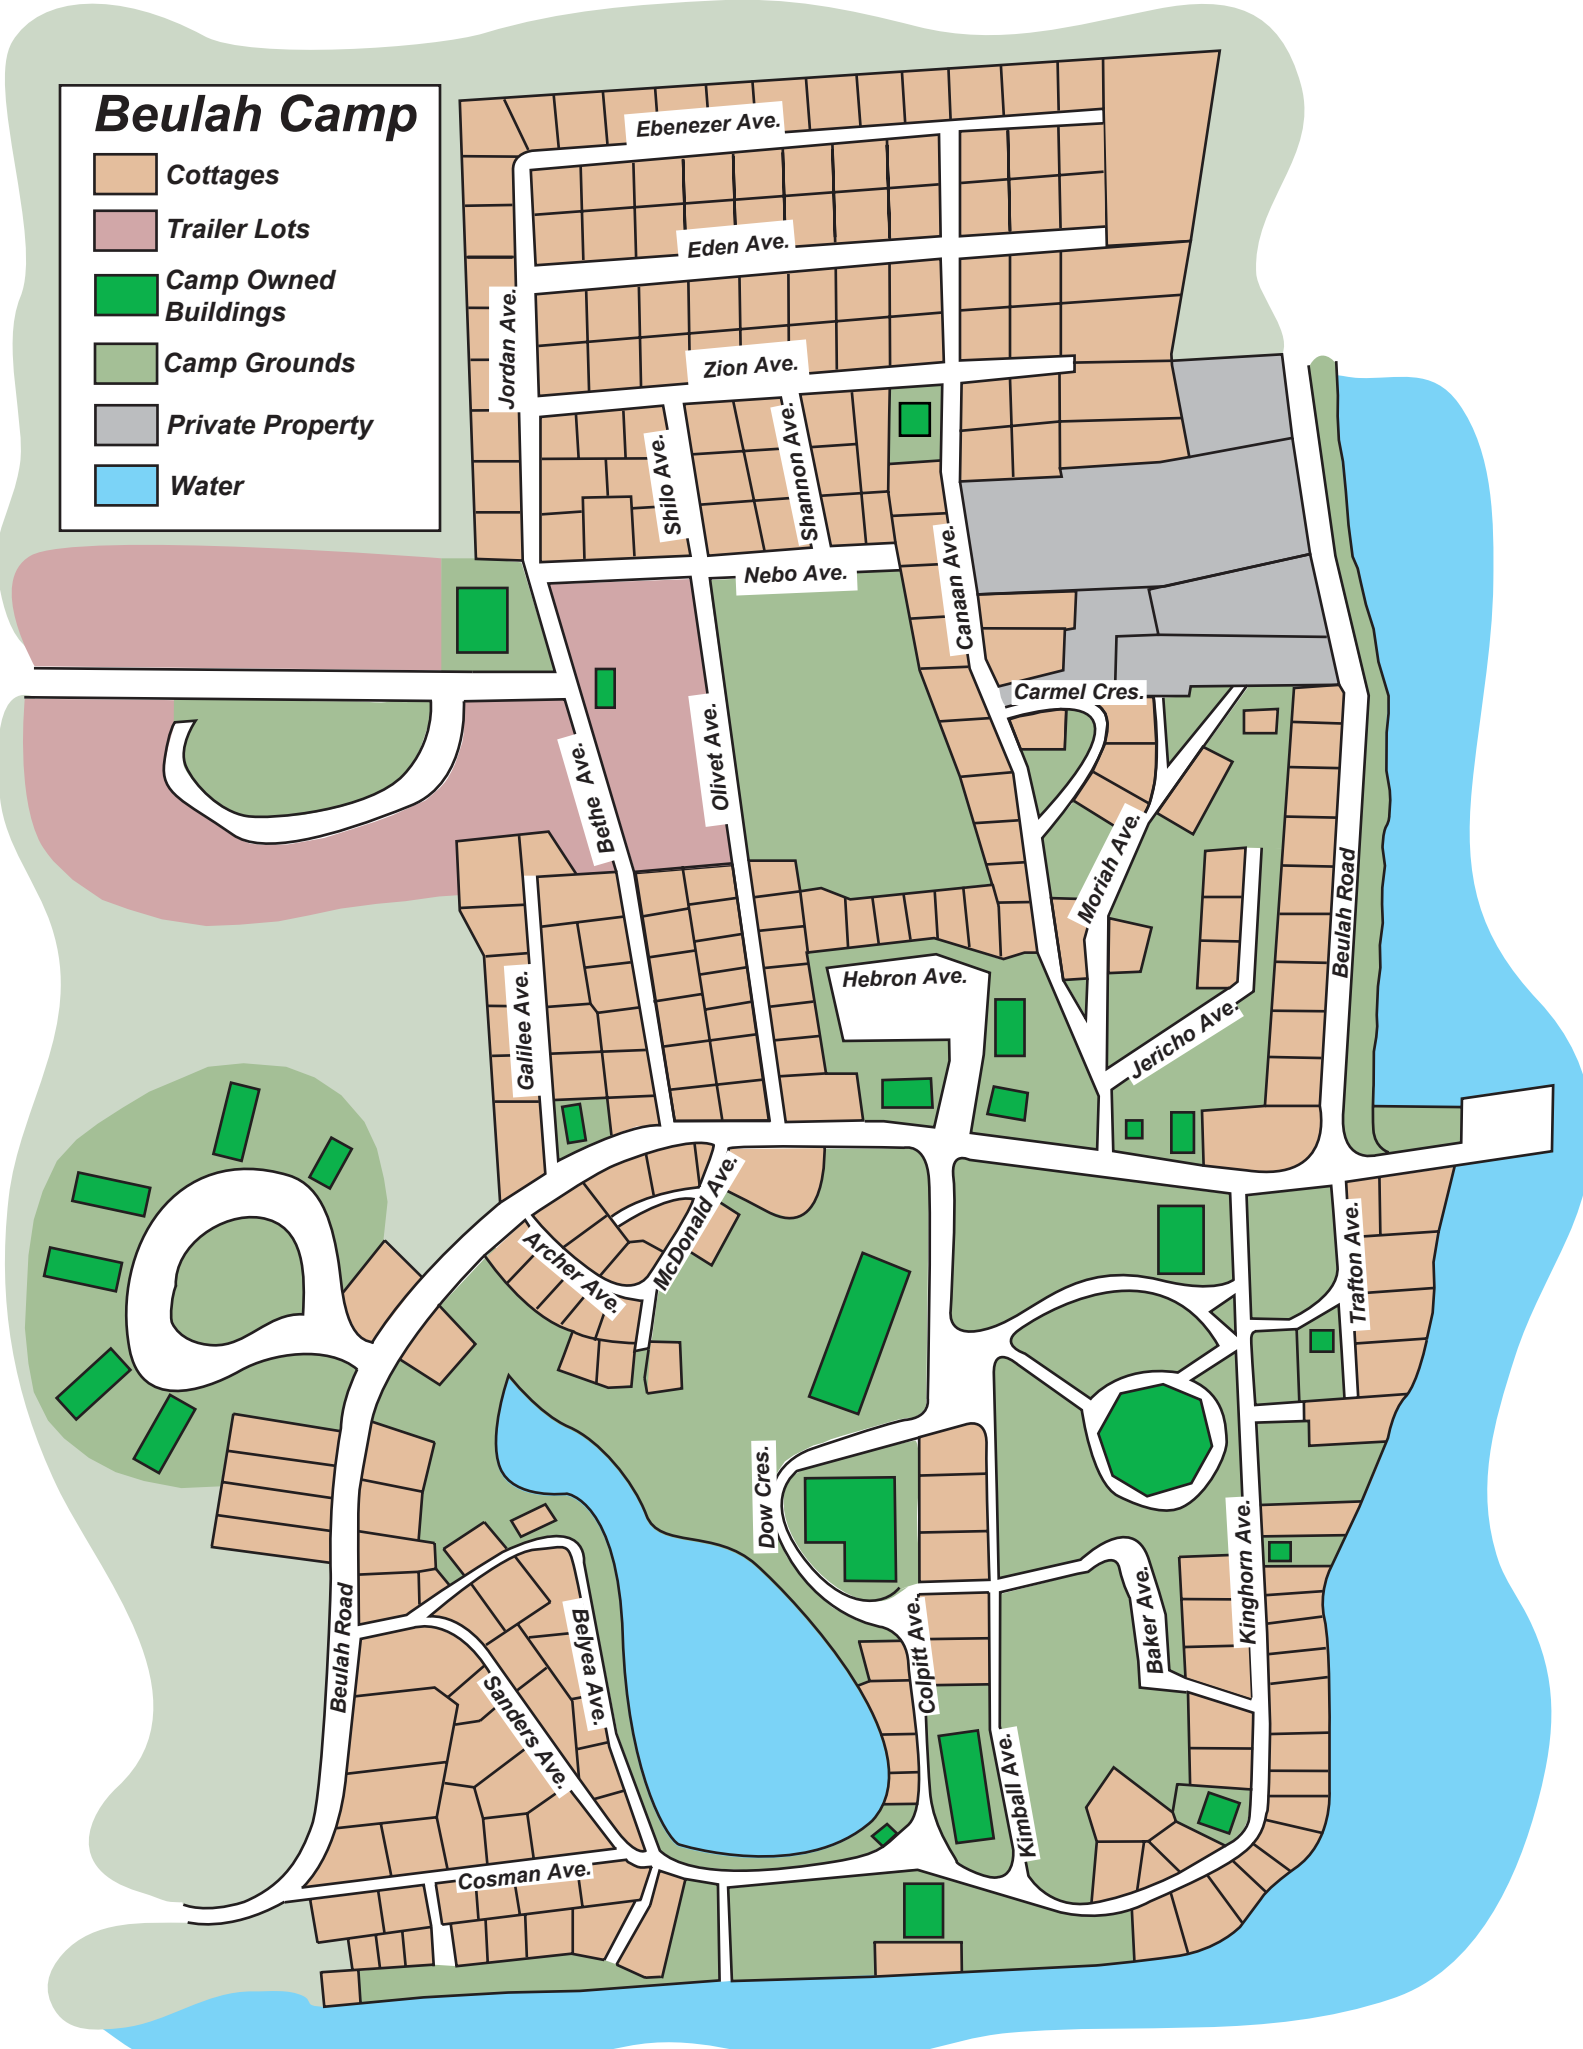 Beulah Camp
Cottages
Trailer Lots
Camp Owned
Buildings
Camp Grounds
Private Property
Water
Ebenezer Ave.
Eden Ave.
Jordan Ave.
Zion Ave.
Shilo Ave.
Shannon Ave.
Nebo Ave.
Canaan Ave.
Carmel Cres.
Olivet Ave.
Bethe Ave.
Moriah Ave.
Beulah Road
Hebron Ave.
Galilee Ave.
Jericho Ave.
McDonald Ave.
Archer Ave.
Trafton Ave.
Dow Cres.
Kinghorn Ave.
Baker Ave.
Beulah Road
Belyea Ave.
Colpitt Ave.
Sanders Ave.
Kimball Ave.
Cosman Ave.